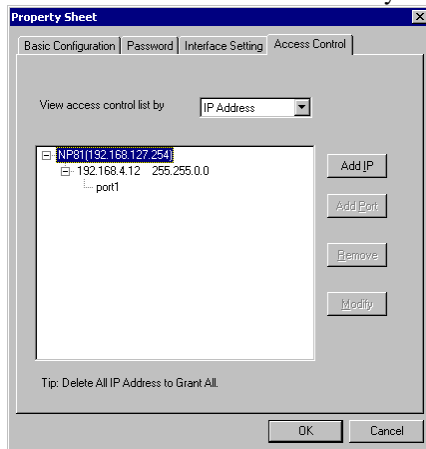 Property Sheet
Basic Configuration Password Interface Setting Access Control
View access control list by IP Address
NP81(192.168.127.254)
192.168.4.12 255.255.0.0
port1
Add IP
Add Port
Remove
Modify
Tip: Delete All IP Address to Grant All.
OK Cancel